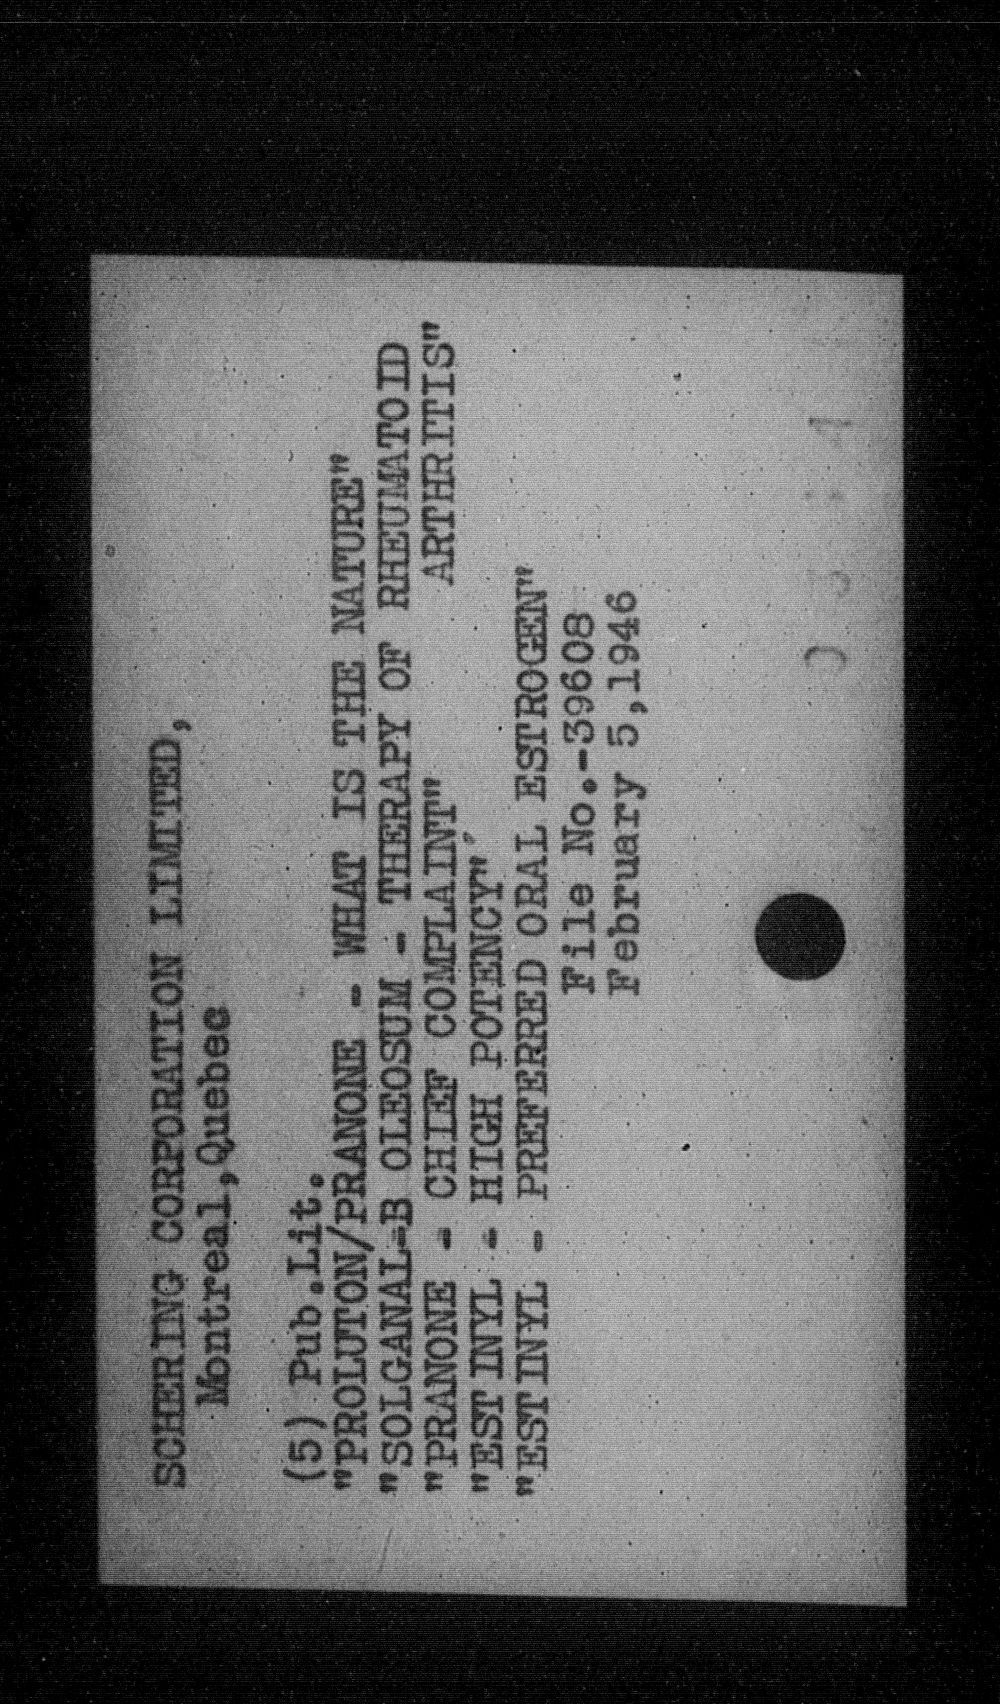 SCHERING CORPORATION LIMITED,
Montreal,Quebec
(5) Pub.Lit.
"PROLUTON/PRANONE - WHAT IS THE NATURE"
"SOLGANAL-B OLEOSUM - THERAPY OF RHEUMATOID
ARTHRITIS"
"PRANONE - CHIEF COMPLAINT"
"ESTINYL - HIGH POTENCY"
"ESTINYL - PREFERRED ORAL ESTROGEN"
File No.-39608
February 5,1946